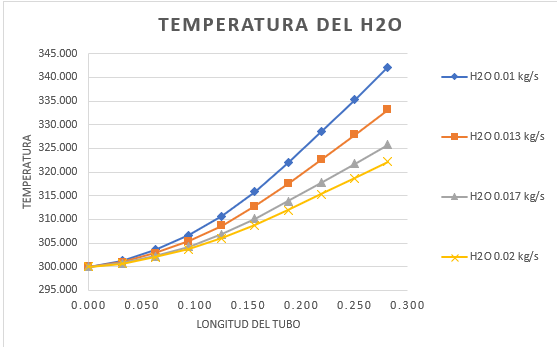 TEMPERATURA DEL H2O
345.000
340.000
335.000
330.000
325.000
320.000
315.000
310.000
305.000
300.000
295.000
TEMPERATURA
0.000 0.050 0.100 0.150 0.200 0.250 0.300
LONGITUD DEL TUBO
H2O 0.01 kg/s
H2O 0.013 kg/s
H2O 0.017 kg/s
H2O 0.02 kg/s